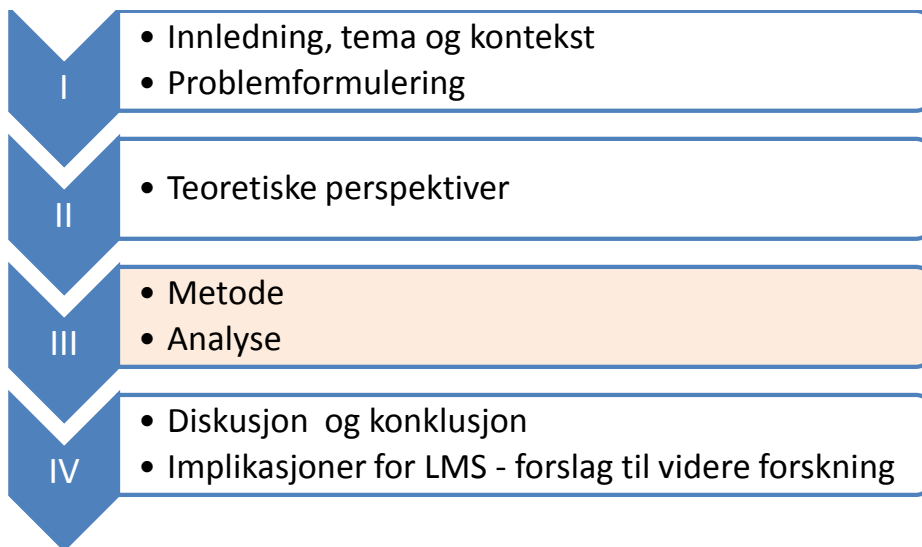 I
• Innledning, tema og kontekst
• Problemformulering
II
• Teoretiske perspektiver
III
• Metode
• Analyse
IV
• Diskusjon og konklusjon
• Implikasjoner for LMS - forslag til videre forskning